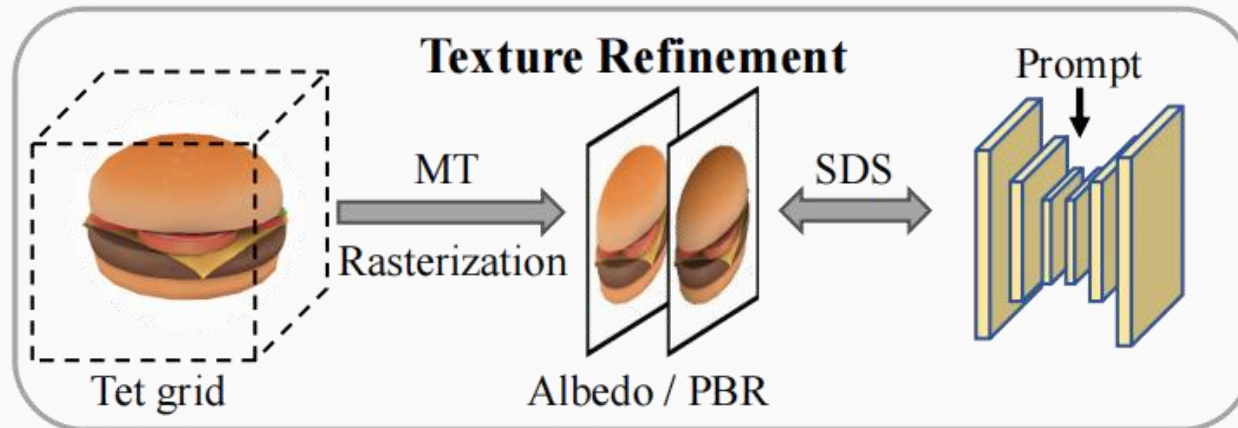 Texture Refinement
Prompt
MT
SDS
Rasterization
Tet grid
Albedo / PBR